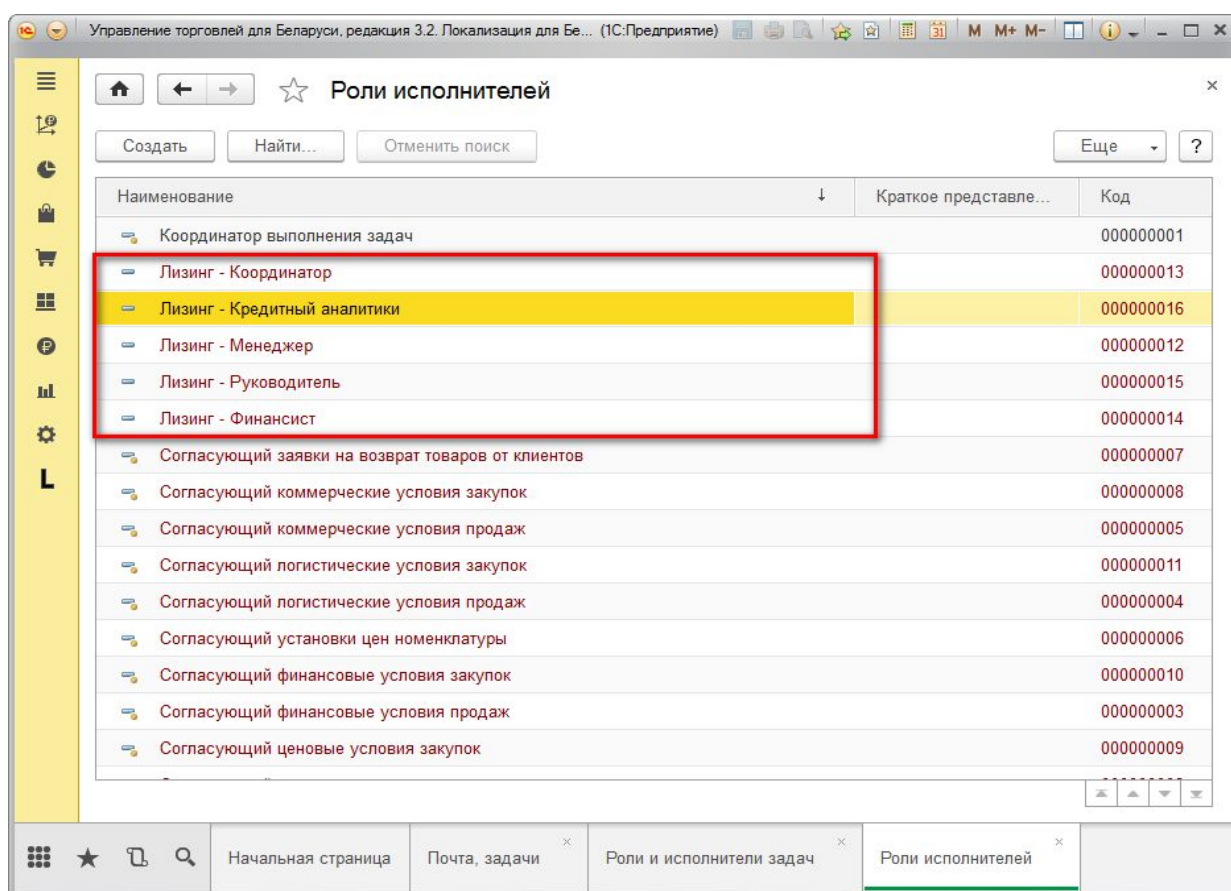 Управление торговлей для Беларуси, редакция 3.2. Локализация для Бе... (1С:Предприятие) 31 M M+ M-
Роли исполнителей
Создать Найти... Отменить поиск Еще ?
Наименование ↓ Краткое представле... Код
Координатор выполнения задач 000000001
Лизинг - Координатор 000000013
Лизинг - Кредитный аналитики 000000016
Лизинг - Менеджер 000000012
Лизинг - Руководитель 000000015
Лизинг - Финансист 000000014
Согласующий заявки на возврат товаров от клиентов 000000007
Согласующий коммерческие условия закупок 000000008
Согласующий коммерческие условия продаж 000000005
Согласующий логистические условия закупок 000000011
Согласующий логистические условия продаж 000000004
Согласующий установки цен номенклатуры 000000006
Согласующий финансовые условия закупок 000000010
Согласующий финансовые условия продаж 000000003
Согласующий ценовые условия закупок 000000009
L
Начальная страница Почта, задачи Роли и исполнители задач Роли исполнителей